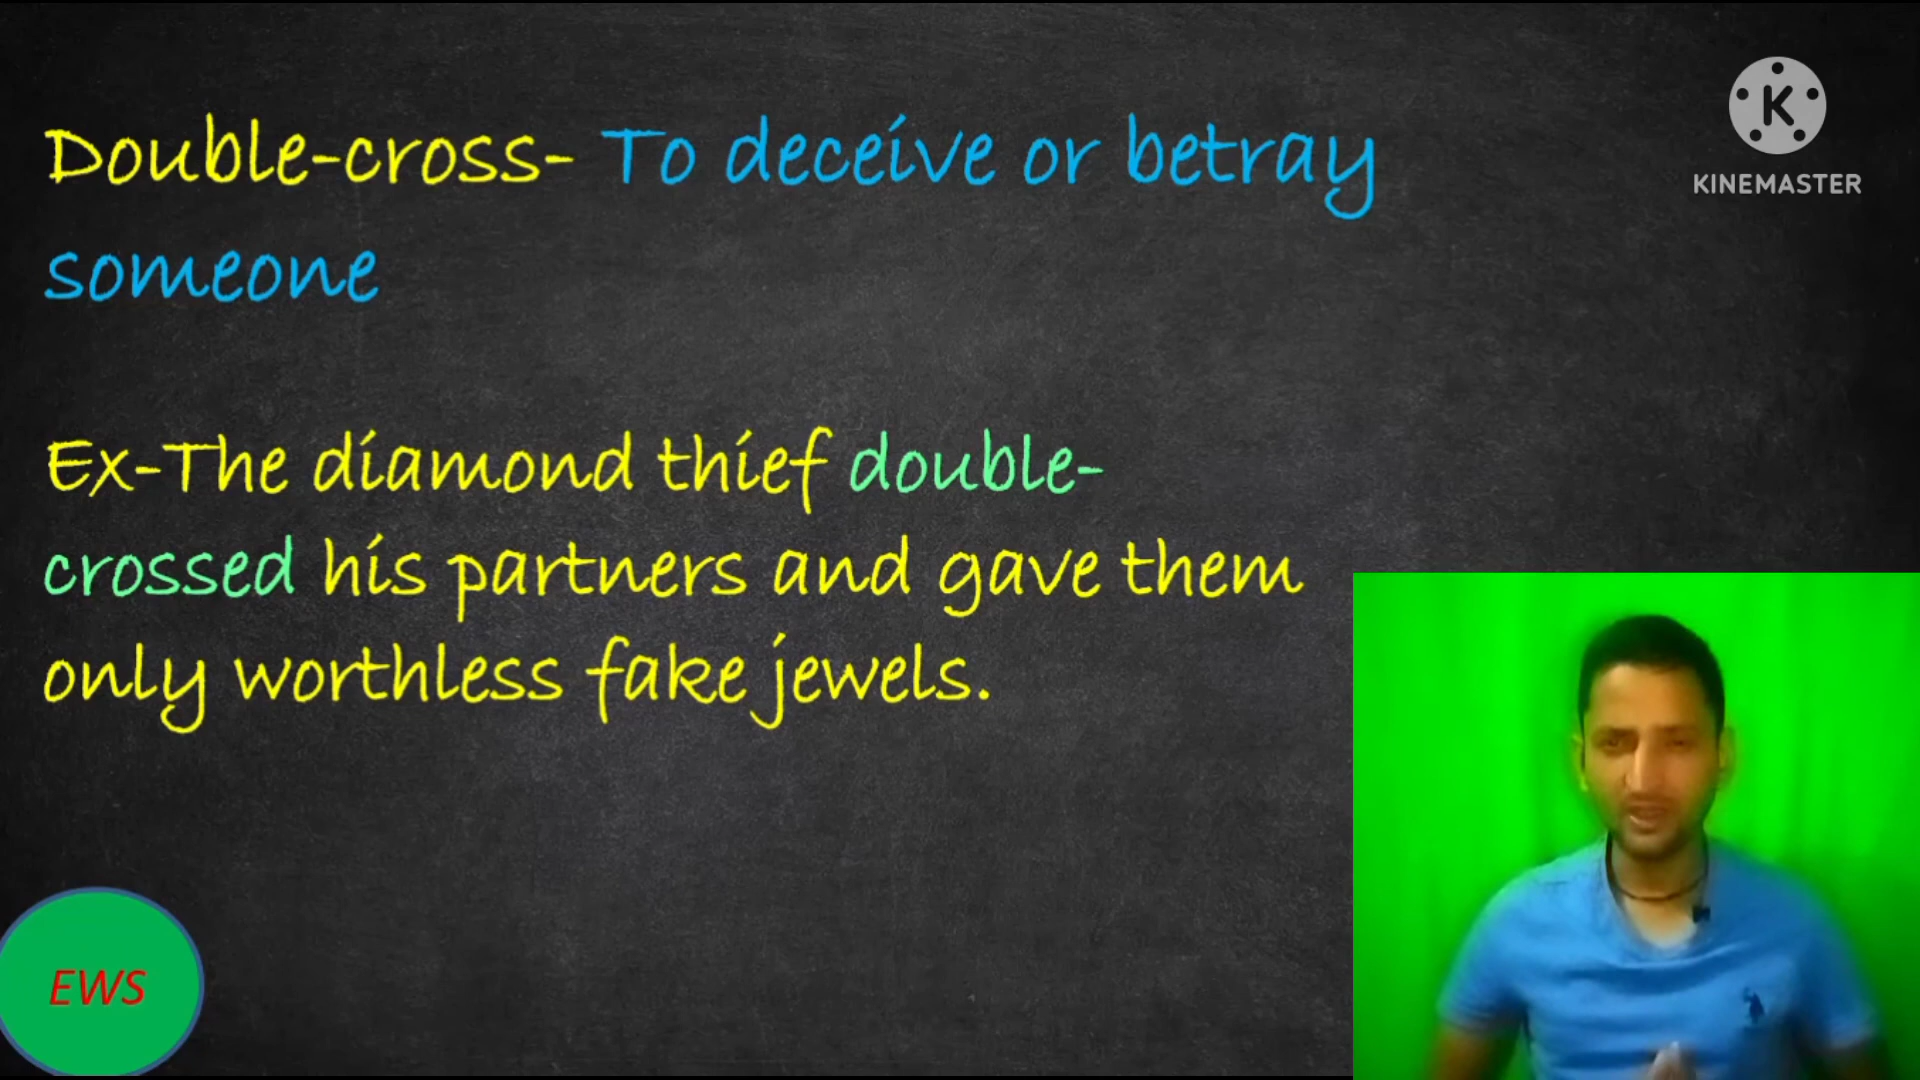 Double-cross- To deceive or betray
someone
Ex-The diamond thief double-
crossed his partners and gave them
only worthless fake jewels.
K
KINEMASTER
EWS